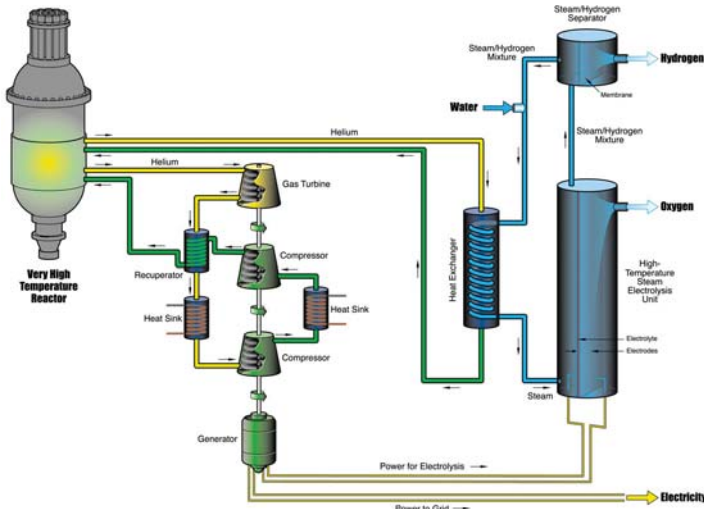 Steam/Hydrogen
Separator
Steam/Hydrogen
Mixture
Hydrogen
Membrane
Water
Steam/Hydrogen
Mixture
Helium
Helium
Gas Turbine
Oxygen
Very High
Temperature
Reactor
Recuperator
Compressor
Heat Exchanger
High-
Temperature
Steam
Electrolysis
Unit
Heat Sink
Heat Sink
Compressor
Electrolyte
Electrodes
Steam
Generator
Power for Electrolysis
Electricity
Power to Grid